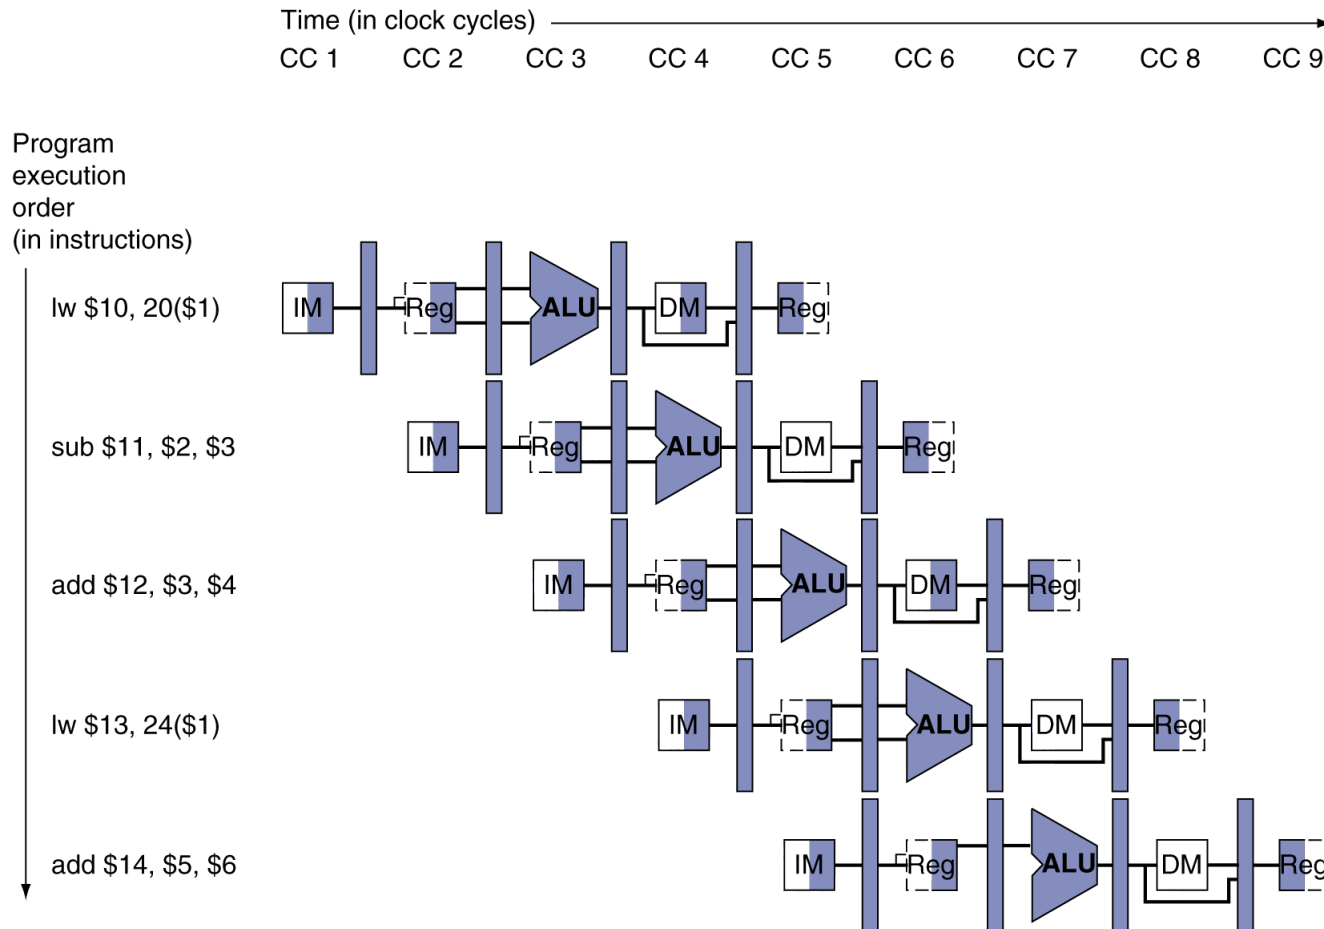 Time (in clock cycles)
CC 1 CC 2 CC 3 CC 4 CC 5 CC 6 CC 7 CC 8 CC 9
Program
execution
order
(in instructions)
lw $10, 20($1) IM Reg ALU DM Reg
sub $11, $2, $3 IM Reg ALU DM Reg
add $12, $3, $4 IM Reg ALU DM Reg
lw $13, 24($1) IM Reg ALU DM Reg
add $14, $5, $6 IM Reg ALU DM Reg